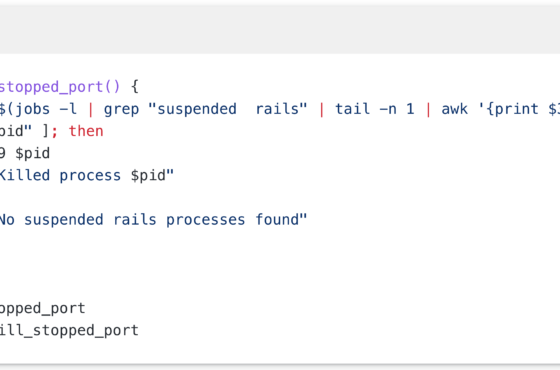 stopped_port() {
$(jobs -l | grep "suspended  rails" | tail -n 1 | awk '{print $3
pid" ]; then
9 $pid
Killed process $pid"
No suspended rails processes found"
opped_port
ill_stopped_port